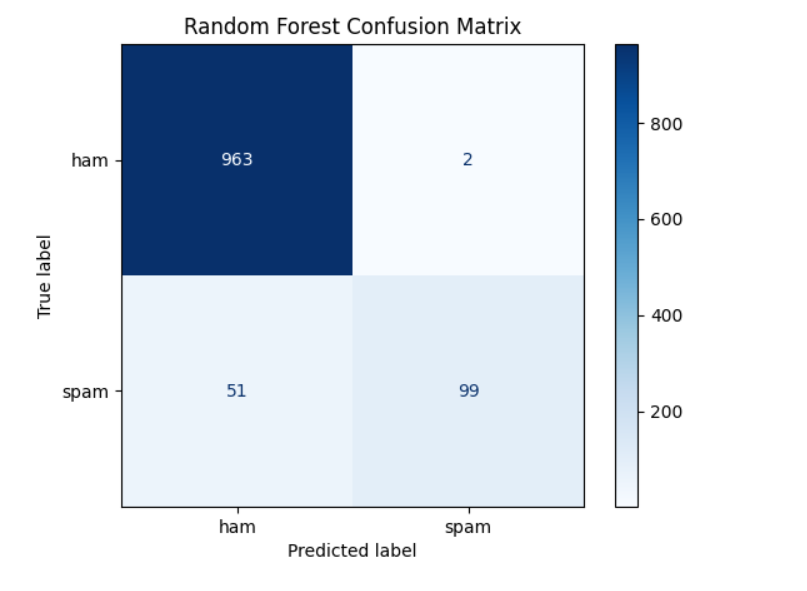 Random Forest Confusion Matrix
True label
ham
963
2
spam
51
99
ham
spam
Predicted label
800
600
400
200